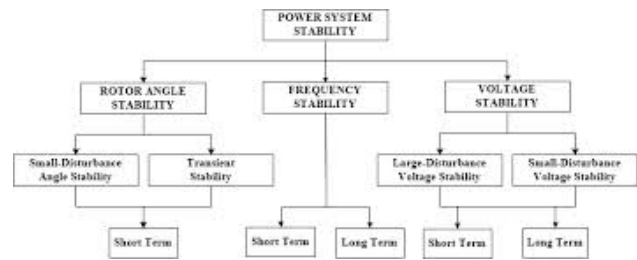 POWER SYSTEM
STABILITY
ROTOR ANGLE
STABILITY
FREQUENCY
STABILITY
VOLTAGE
STABILITY
Small-Disturbance
Angle Stability
Transient
Stability
Large-Disturbance
Voltage Stability
Small-Disturbance
Voltage Stability
Short Term
Short Term
Long Term
Short Term
Long Term